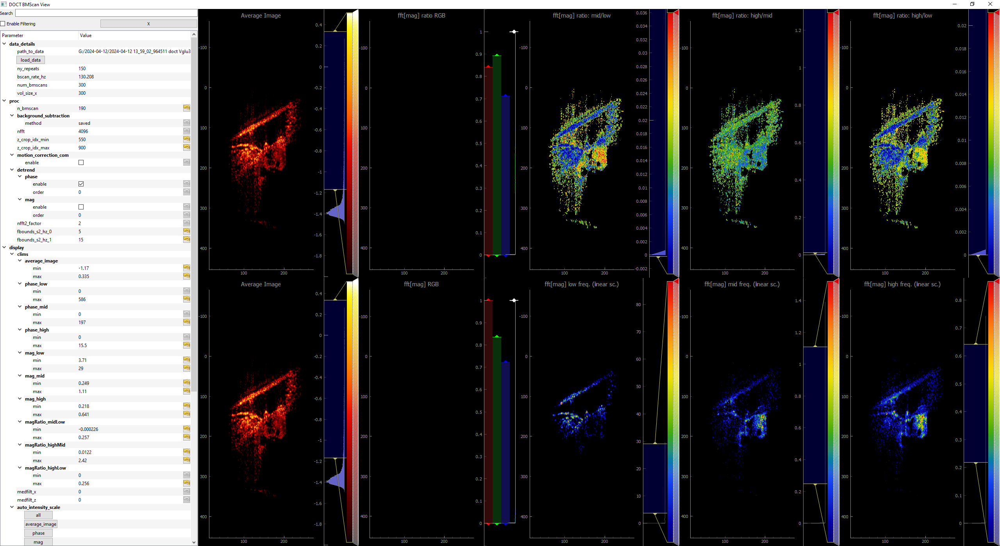 DOCT BMScan View
Search
Enable Filtering X
Parameter Value
data_details
path_to_data G:/2024-04-12/2024-04-12 13_59_02_964511 doct Vglu3
load_data
ny_repeats 150
bscan_rate_hz 130.208
num_bmscans 300
vol_size_x 300
proc
n_bmscan 190
background_subtraction
method saved
nfft 4096
z_crop_idx_min 550
z_crop_idx_max 900
motion_correction_com
enable
detrend
phase
enable
order 0
mag
enable
order 0
nfft2_factor 2
fbounds_s2_hz_0 5
fbounds_s2_hz_1 15
display
clims
average_image
min -1.17
max 0.335
phase_low
min 0
max 586
phase_mid
min 0
max 197
phase_high
min 0
max 15.5
mag_low
min 3.71
max 29
mag_mid
min 0.249
max 1.11
mag_high
min 0.218
max 0.641
magRatio_midLow
min -0.000226
max 0.257
magRatio_highMid
min 0.0122
max 2.42
magRatio_highLow
min 0
max 0.256
medfilt_x 0
medfilt_z 0
auto_intensity_scale
all
average_image
phase
mag
Average Image
-100
0
100
200
300
400
100 200
0.4
0.2
0
-0.2
-0.4
-0.6
-0.8
-1
-1.2
-1.4
-1.6
-1.8
fft[mag] ratio RGB
-100
0
100
200
300
400
100 200
1
0.9
0.8
0.7
0.6
0.5
0.4
0.3
0.2
0.1
0
fft[mag] ratio: mid/low
-100
0
100
200
300
400
100 200
0.036
0.034
0.032
0.03
0.028
0.026
0.024
0.022
0.02
0.018
0.016
0.014
0.012
0.01
0.008
0.006
0.004
0.002
0
-0.002
fft[mag] ratio: high/mid
-100
0
100
200
300
400
100 200
1.2
1
0.8
0.6
0.4
0.2
0
fft[mag] ratio: high/low
-100
0
100
200
300
400
100 200
0.02
0.018
0.016
0.014
0.012
0.01
0.008
0.006
0.004
0.002
0
Average Image
-100
0
100
200
300
400
100 200
0.4
0.2
0
-0.2
-0.4
-0.6
-0.8
-1
-1.2
-1.4
-1.6
-1.8
fft[mag] RGB
-100
0
100
200
300
400
100 200
1
0.9
0.8
0.7
0.6
0.5
0.4
0.3
0.2
0.1
0
fft[mag] low freq. (linear sc.)
-100
0
100
200
300
400
100 200
80
70
60
50
40
30
20
10
0
fft[mag] mid freq. (linear sc.)
-100
0
100
200
300
400
100 200
1.4
1.2
1
0.8
0.6
0.4
0.2
0
fft[mag] high freq. (linear sc.)
-100
0
100
200
300
400
100 200
0.8
0.7
0.6
0.5
0.4
0.3
0.2
0.1
0